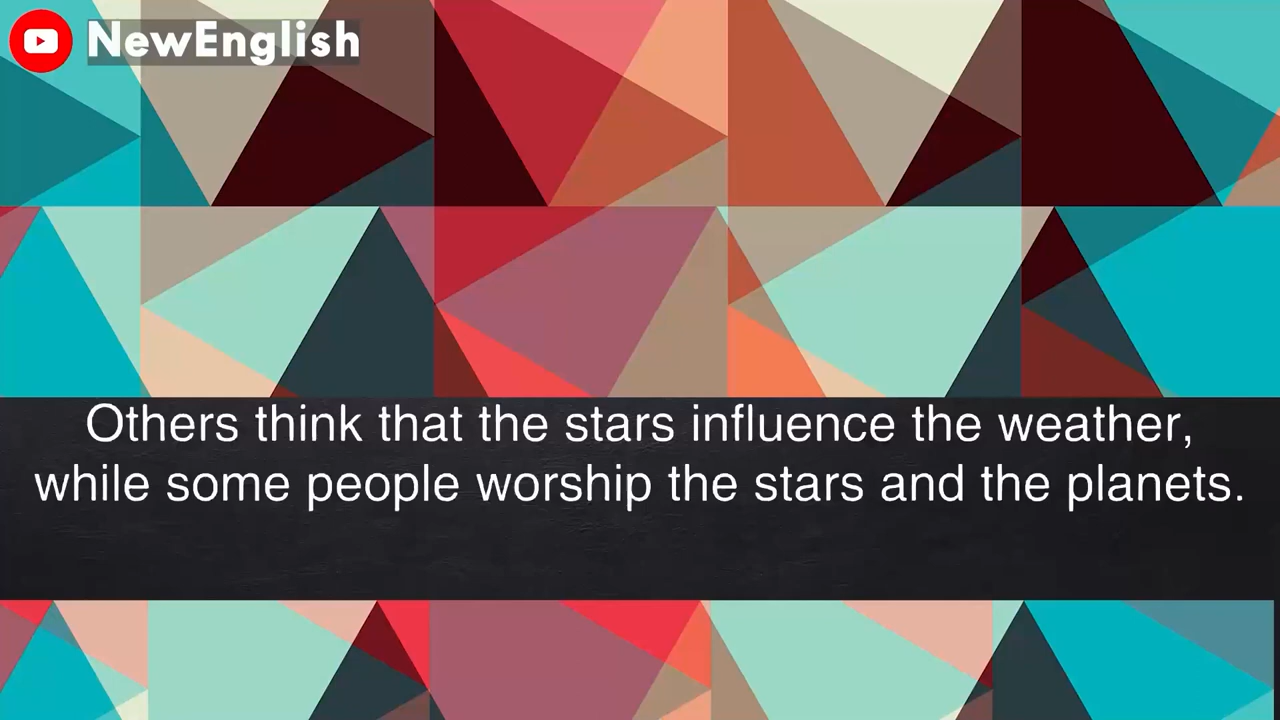 NewEnglish
Others think that the stars influence the weather,
while some people worship the stars and the planets.